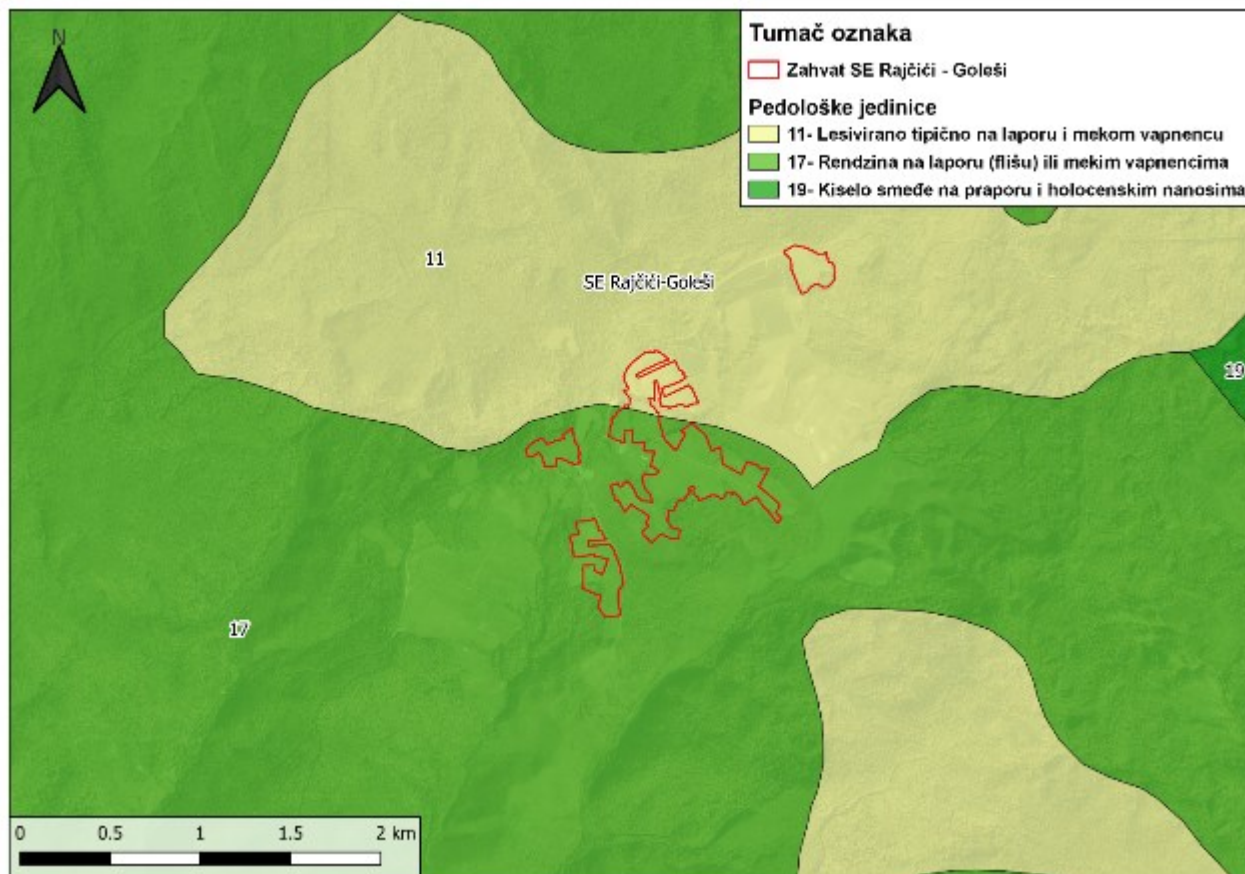 N
Tumač oznaka
Zahvat SE Rajčići - Goleši
Pedološke jedinice
11- Lesivirano tipično na laporu i mekom vapnencu
17- Rendzina na laporu (flišu) ili mekim vapnencima
19- Kiselo smeđe na praporu i holocenskim nanosima
11
SE Rajčići-Goleši
19
17
0 0.5 1 1.5 2 km